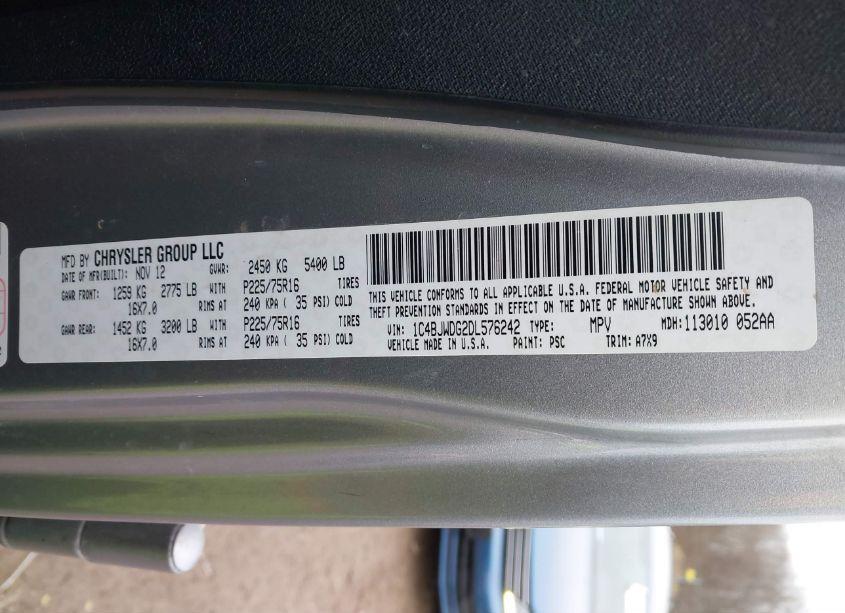 MFD BY CHRYSLER GROUP LLC
DATE OF MFR(BUILT): NOV 12 GVWR: 2450 KG 5400 LB
GAWR FRONT: 1259 KG 2775 LB WITH P225/75R16 TIRES
16X7.0 RIMS AT 240 KPA ( 35 PSI) COLD
GAWR REAR: 1452 KG 3200 LB WITH P225/75R16 TIRES
16X7.0 RIMS AT 240 KPA ( 35 PSI) COLD
THIS VEHICLE CONFORMS TO ALL APPLICABLE U.S.A. FEDERAL MOTOR VEHICLE SAFETY AND
THEFT PREVENTION STANDARDS IN EFFECT ON THE DATE OF MANUFACTURE SHOWN ABOVE.
VIN: 1C4BJWDG2DL576242 TYPE: MPV MDH:113010 052AA
VEHICLE MADE IN U.S.A. PAINT: PSC TRIM: A7X9